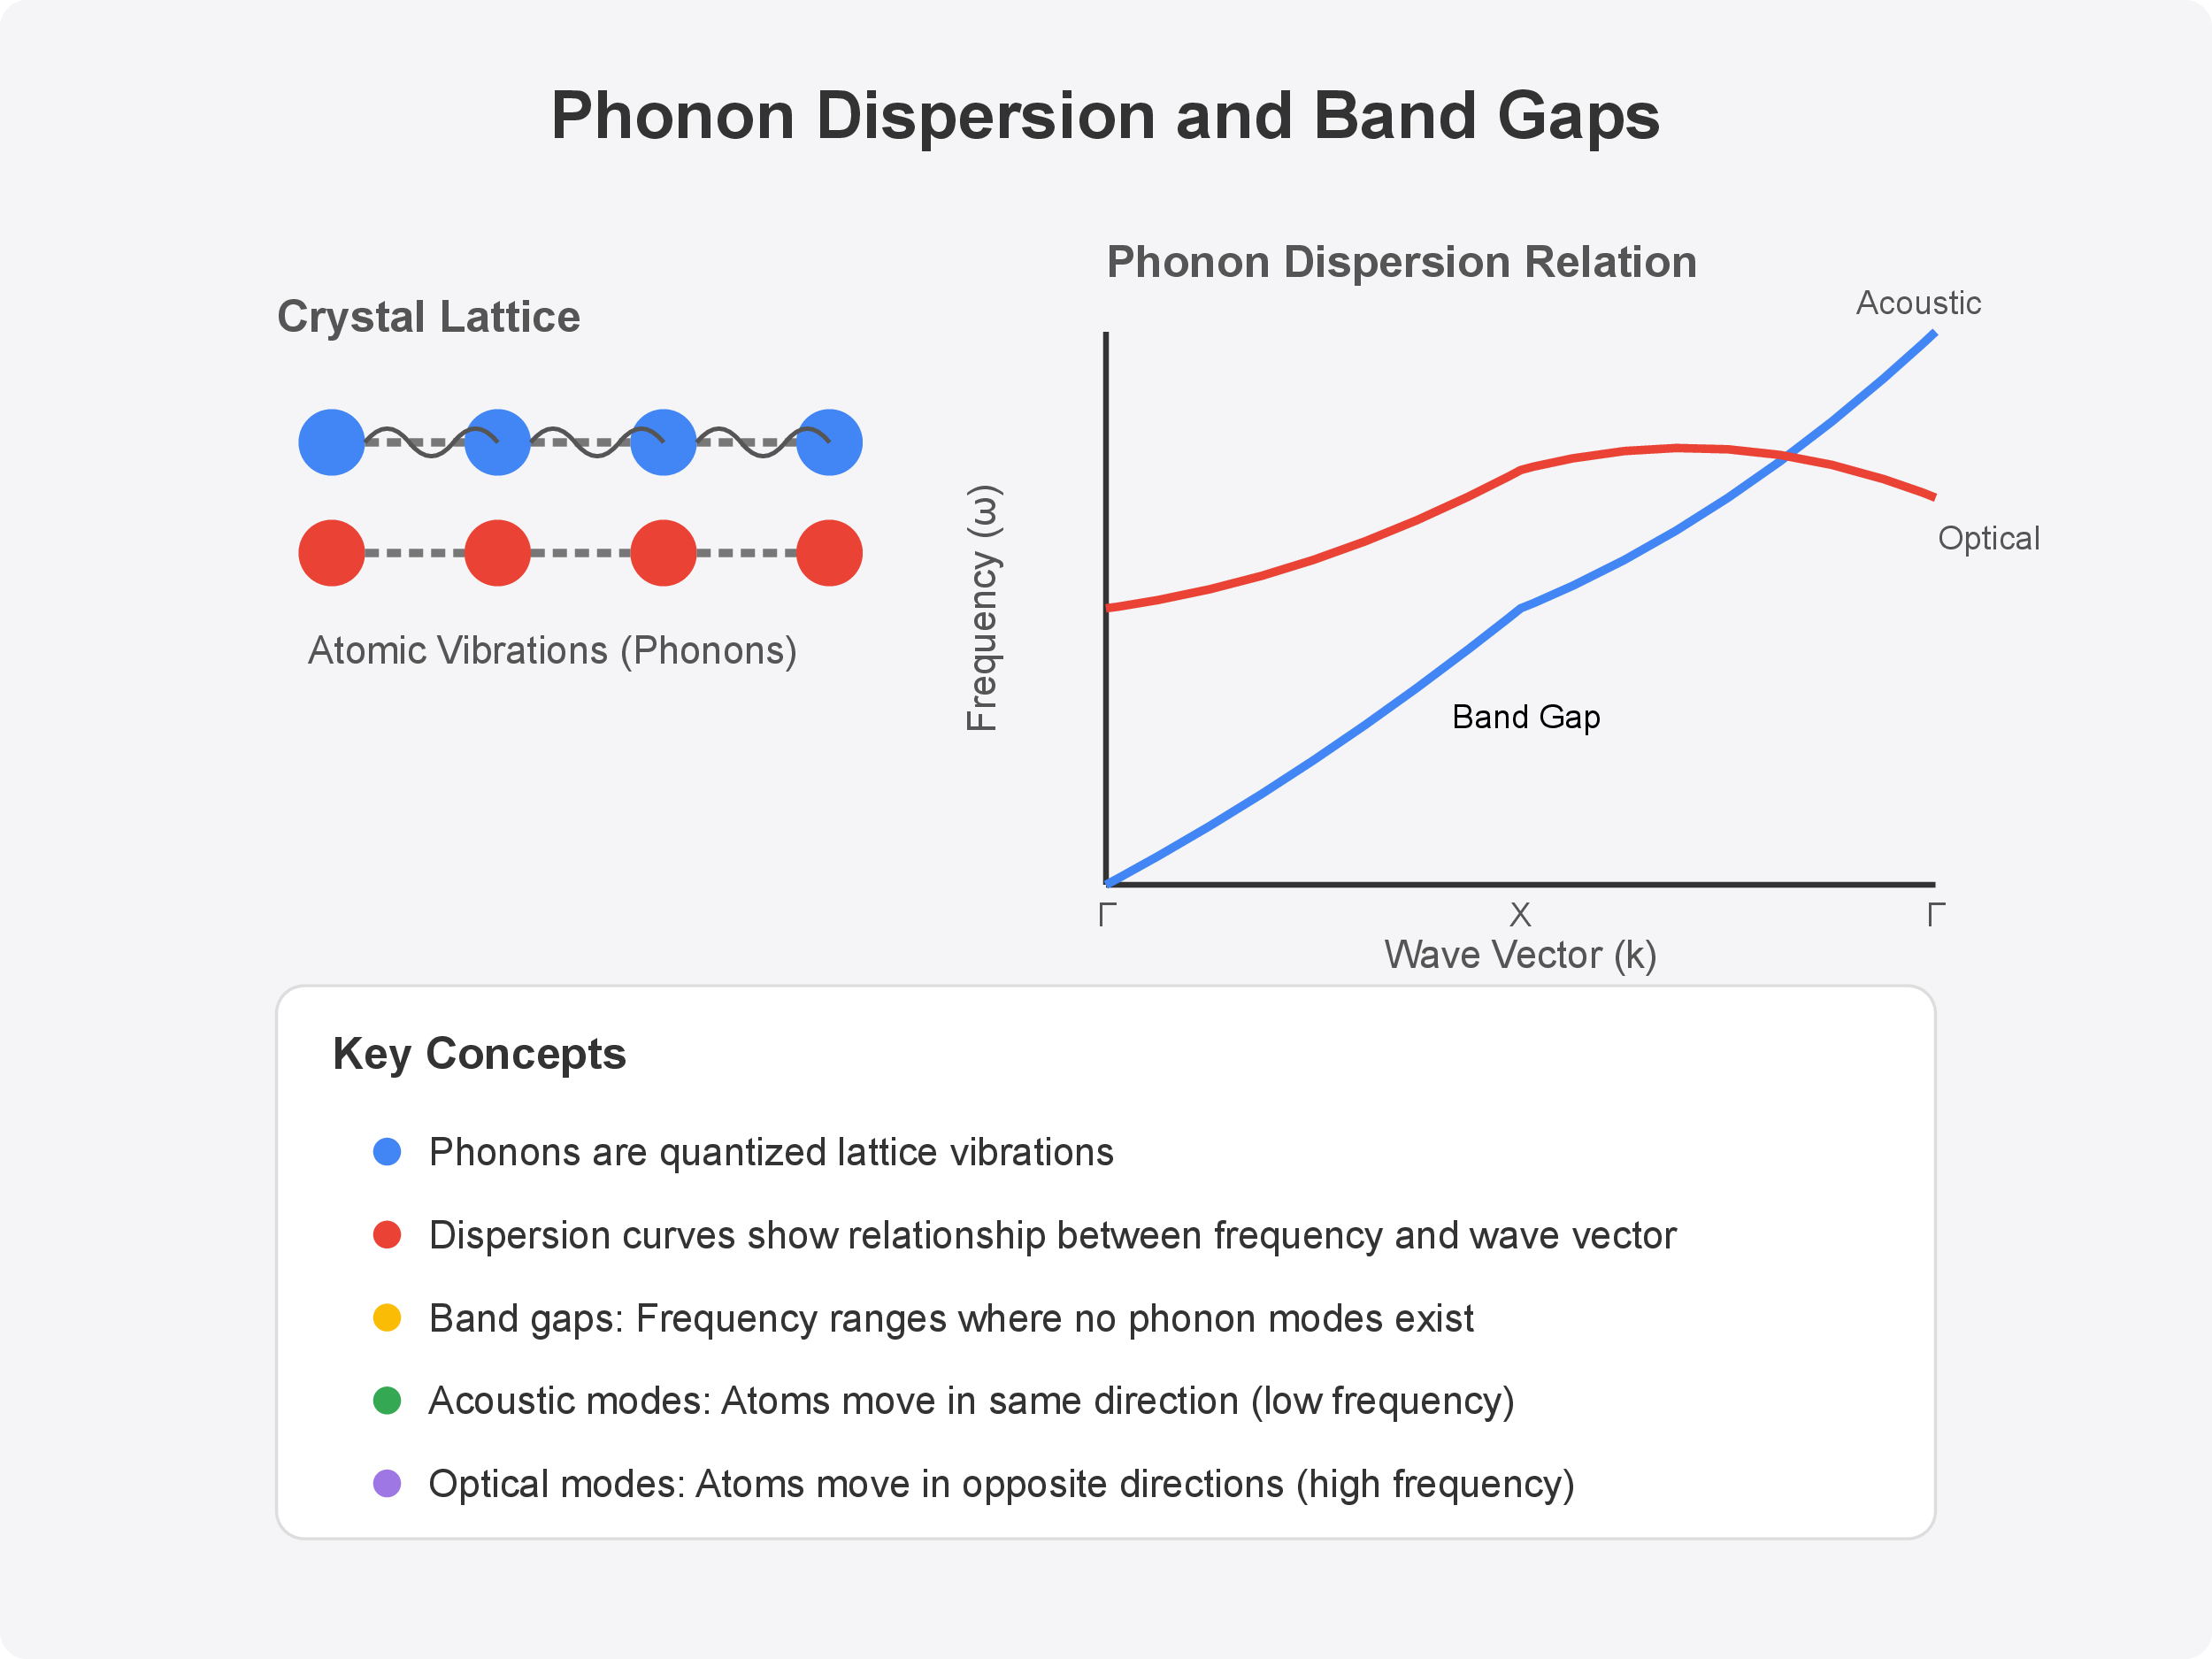 Phonon Dispersion and Band Gaps
Crystal Lattice
Atomic Vibrations (Phonons)
Phonon Dispersion Relation
Acoustic
Optical
Frequency (ω)
Band Gap
Γ
X
Γ
Wave Vector (k)
Key Concepts
Phonons are quantized lattice vibrations
Dispersion curves show relationship between frequency and wave vector
Band gaps: Frequency ranges where no phonon modes exist
Acoustic modes: Atoms move in same direction (low frequency)
Optical modes: Atoms move in opposite directions (high frequency)